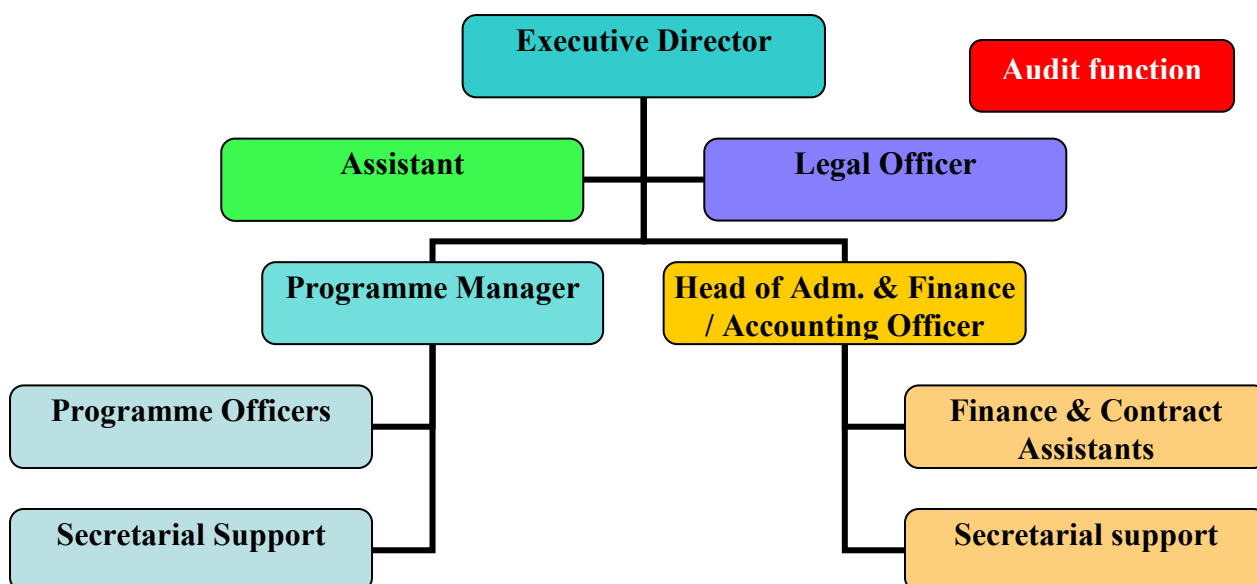 Executive Director
Audit function
Assistant
Legal Officer
Programme Manager
Head of Adm. & Finance
/ Accounting Officer
Programme Officers
Finance & Contract
Assistants
Secretarial Support
Secretarial support